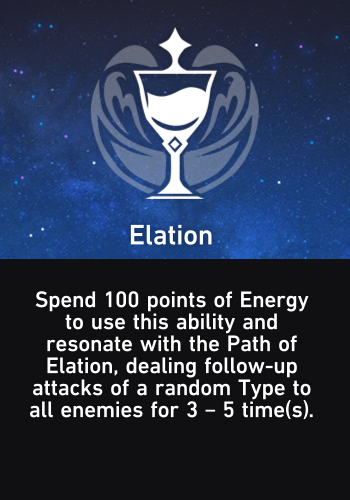 Elation
Spend 100 points of Energy
to use this ability and
resonate with the Path of
Elation, dealing follow-up
attacks of a random Type to
all enemies for 3 – 5 time(s).